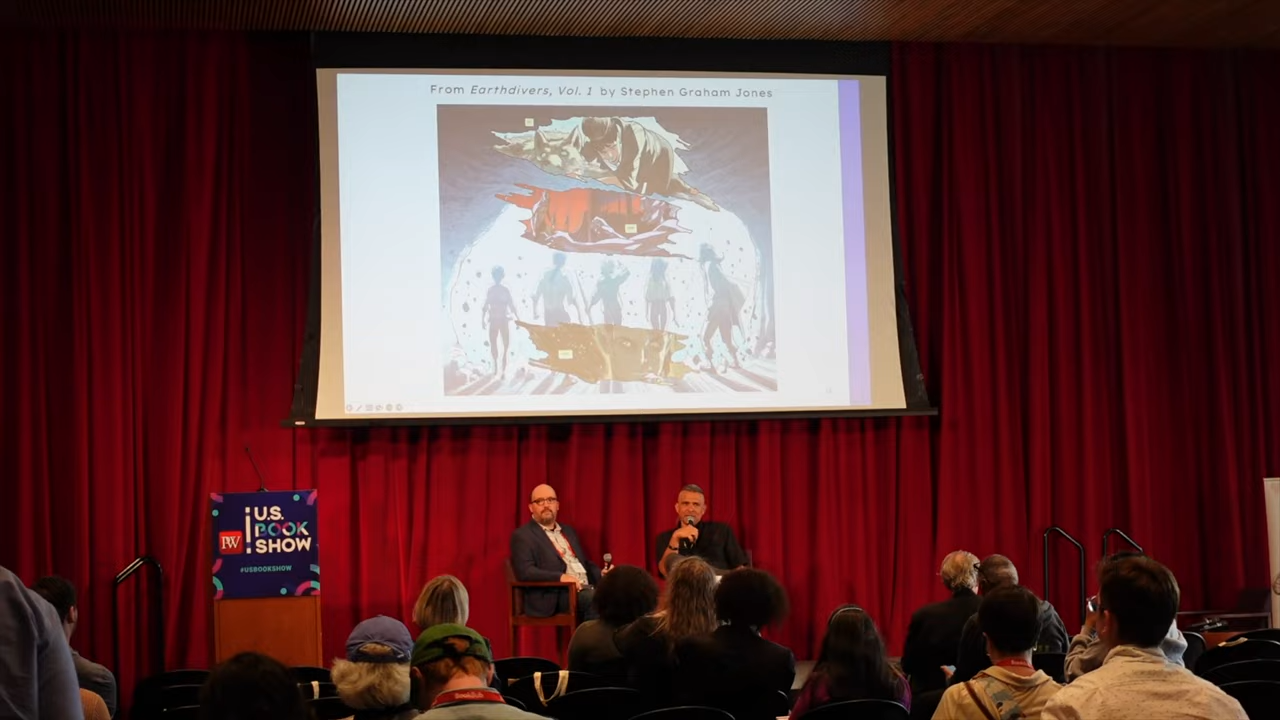 From Earthdivers, Vol. 1 by Stephen Graham Jones
PW
U.S.
BOOK
SHOW
#USBOOKSHOW